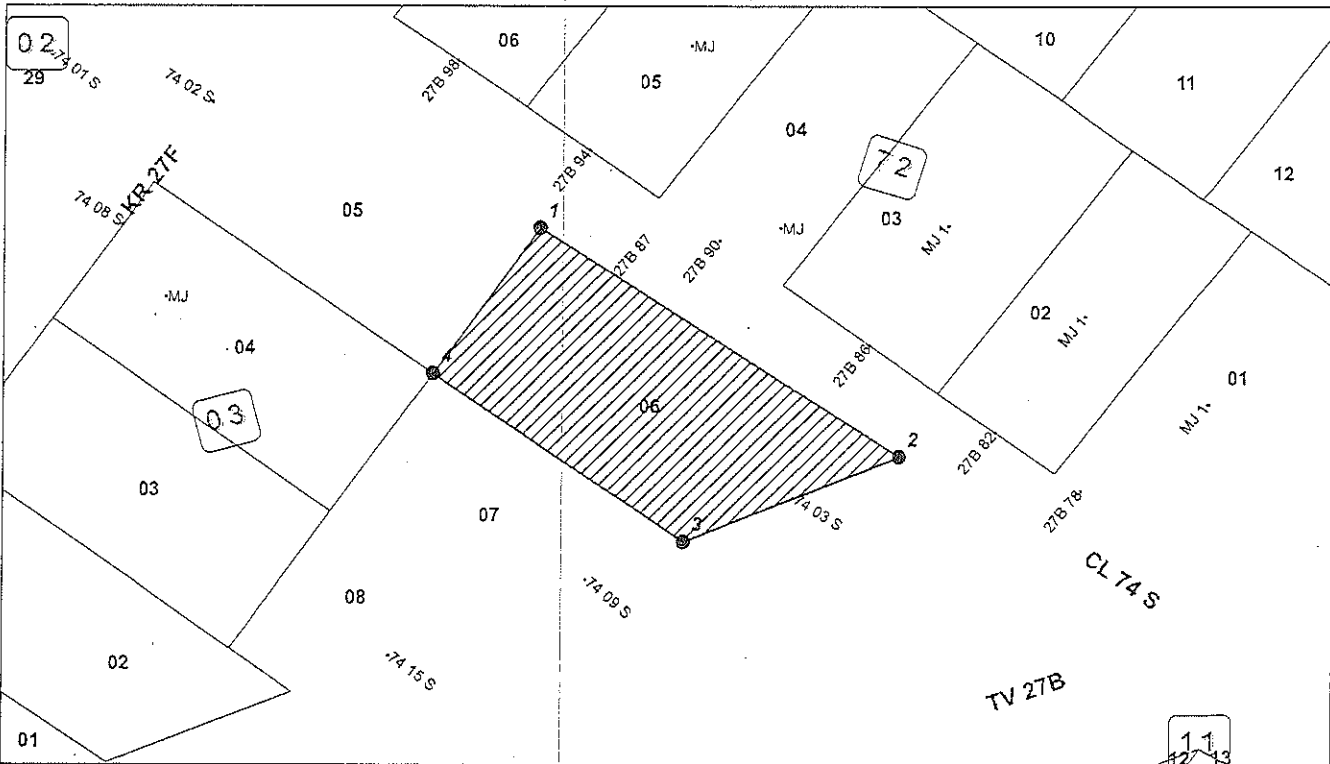 02
74 01 S
29
74 02 S
06
·MJ
05
27B 98
10
11
12
04
72
27B 94
KR 27F
74 08 S
05
1
·MJ
03
MJ 1
27B 87
27B 90
·MJ
04
02
MJ 1
27B 86
4
01
MJ 1
03
06
2
27B 82
03
07
3
74 03 S
27B 78
CL 74 S
08
74 09 S
02
74 15 S
TV 27B
01
11
12
13